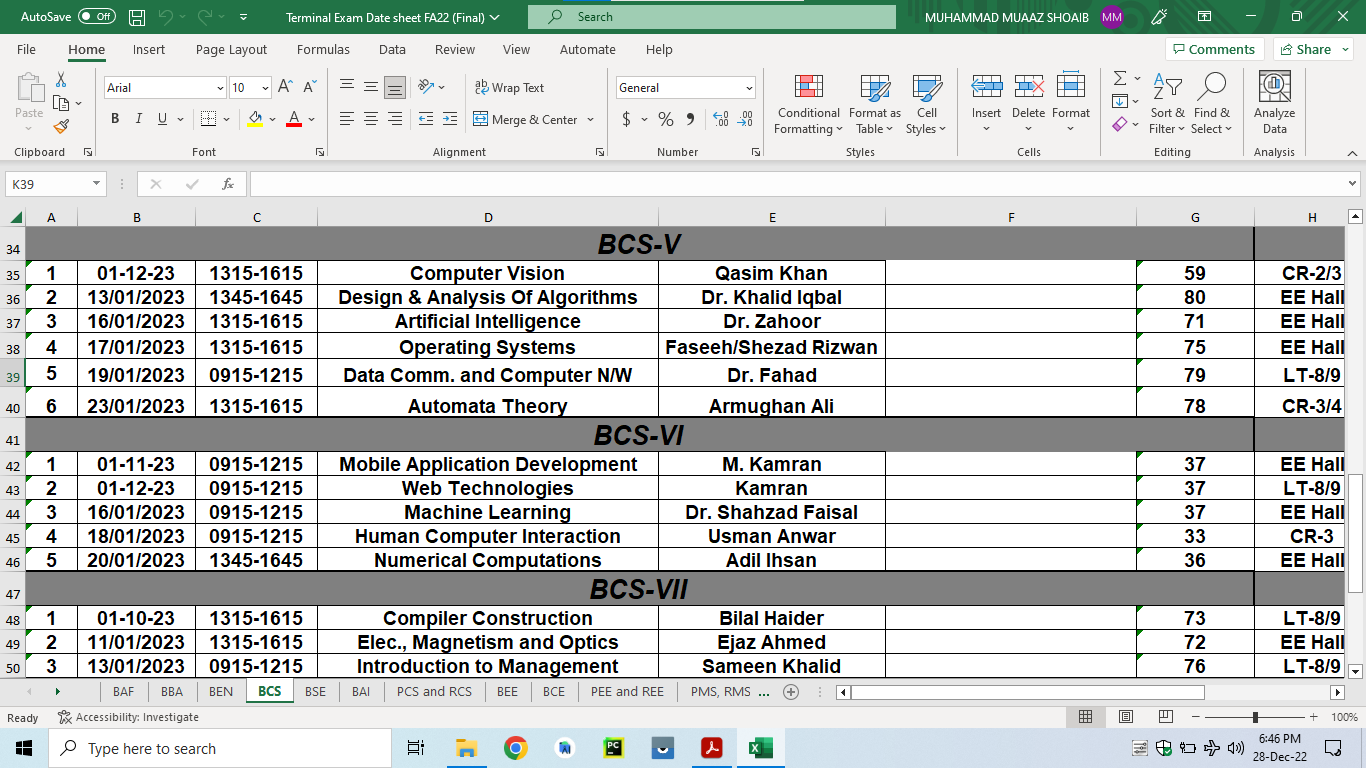 AutoSave Off Terminal Exam Date sheet FA22 (Final) Search MUHAMMAD MUAAZ SHOAIB MM
File Home Insert Page Layout Formulas Data Review View Automate Help Comments Share
Paste Arial 10 A A Wrap Text General Conditional Formatting Format as Table Cell Styles Insert Delete Format Sort & Filter Find & Select Analyze Data
B I U A Merge & Center $ % 9 .00
Clipboard Font Alignment Number Styles Cells Editing Analysis
K39 fx
A B C D E F G H
34 BCS-V
35 1 01-12-23 1315-1615 Computer Vision Qasim Khan 59 CR-2/3
36 2 13/01/2023 1345-1645 Design & Analysis Of Algorithms Dr. Khalid Iqbal 80 EE Hall
37 3 16/01/2023 1315-1615 Artificial Intelligence Dr. Zahoor 71 EE Hall
38 4 17/01/2023 1315-1615 Operating Systems Faseeh/Shezad Rizwan 75 EE Hall
39 5 19/01/2023 0915-1215 Data Comm. and Computer N/W Dr. Fahad 79 LT-8/9
40 6 23/01/2023 1315-1615 Automata Theory Armughan Ali 78 CR-3/4
41 BCS-VI
42 1 01-11-23 0915-1215 Mobile Application Development M. Kamran 37 EE Hall
43 2 01-12-23 0915-1215 Web Technologies Kamran 37 LT-8/9
44 3 16/01/2023 0915-1215 Machine Learning Dr. Shahzad Faisal 37 EE Hall
45 4 18/01/2023 0915-1215 Human Computer Interaction Usman Anwar 33 CR-3
46 5 20/01/2023 1345-1645 Numerical Computations Adil Ihsan 36 EE Hall
47 BCS-VII
48 1 01-10-23 1315-1615 Compiler Construction Bilal Haider 73 LT-8/9
49 2 11/01/2023 1315-1615 Elec., Magnetism and Optics Ejaz Ahmed 72 EE Hall
50 3 13/01/2023 0915-1215 Introduction to Management Sameen Khalid 76 LT-8/9
BAF BBA BEN BCS BSE BAI PCS and RCS BEE BCE PEE and REE PMS, RMS ...
Ready Accessibility: Investigate 100%
Type here to search PC 6:46 PM
28-Dec-22